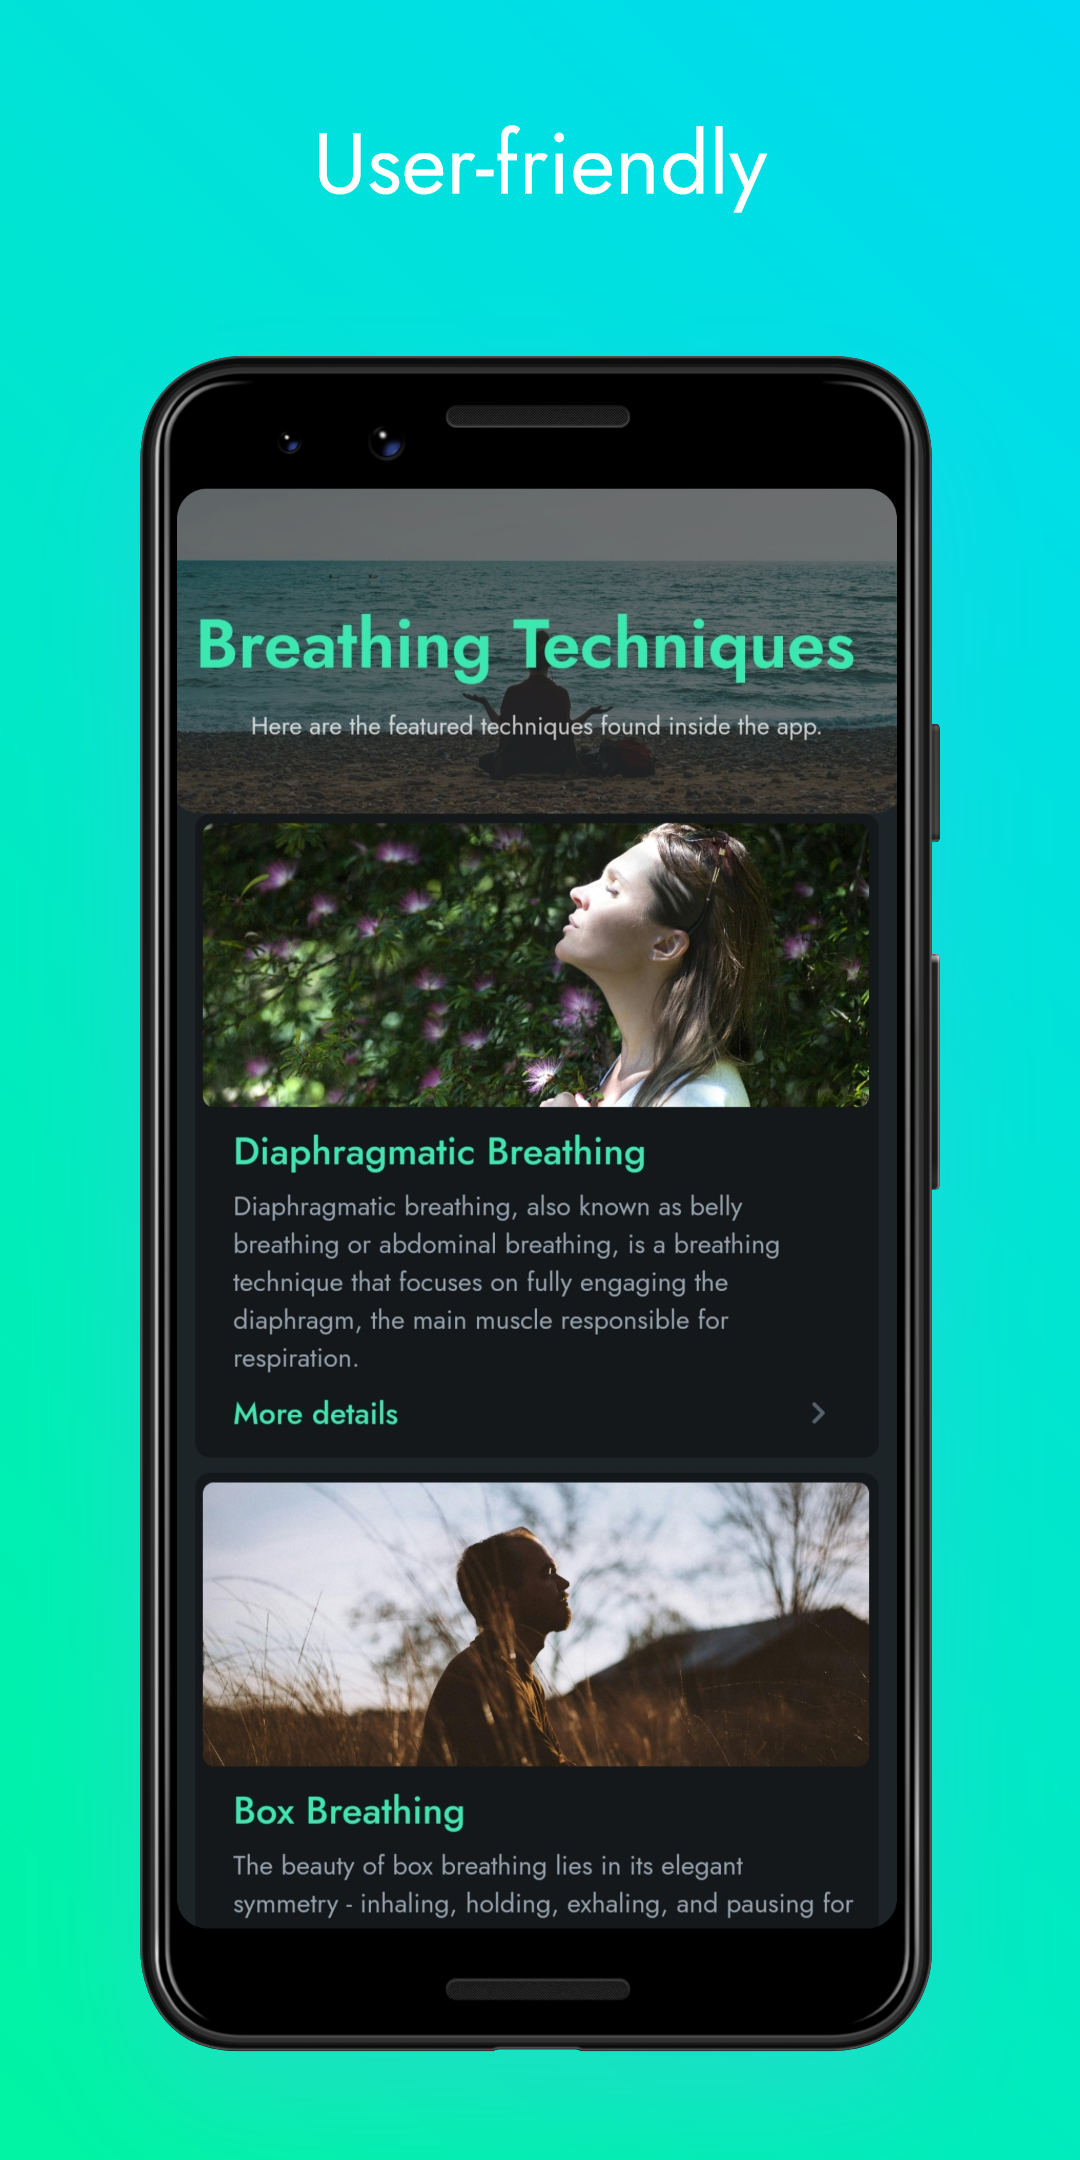 User-friendly
Breathing Techniques
Here are the featured techniques found inside the app.
Diaphragmatic Breathing
Diaphragmatic breathing, also known as belly
breathing or abdominal breathing, is a breathing
technique that focuses on fully engaging the
diaphragm, the main muscle responsible for
respiration.
More details
Box Breathing
The beauty of box breathing lies in its elegant
symmetry - inhaling, holding, exhaling, and pausing for